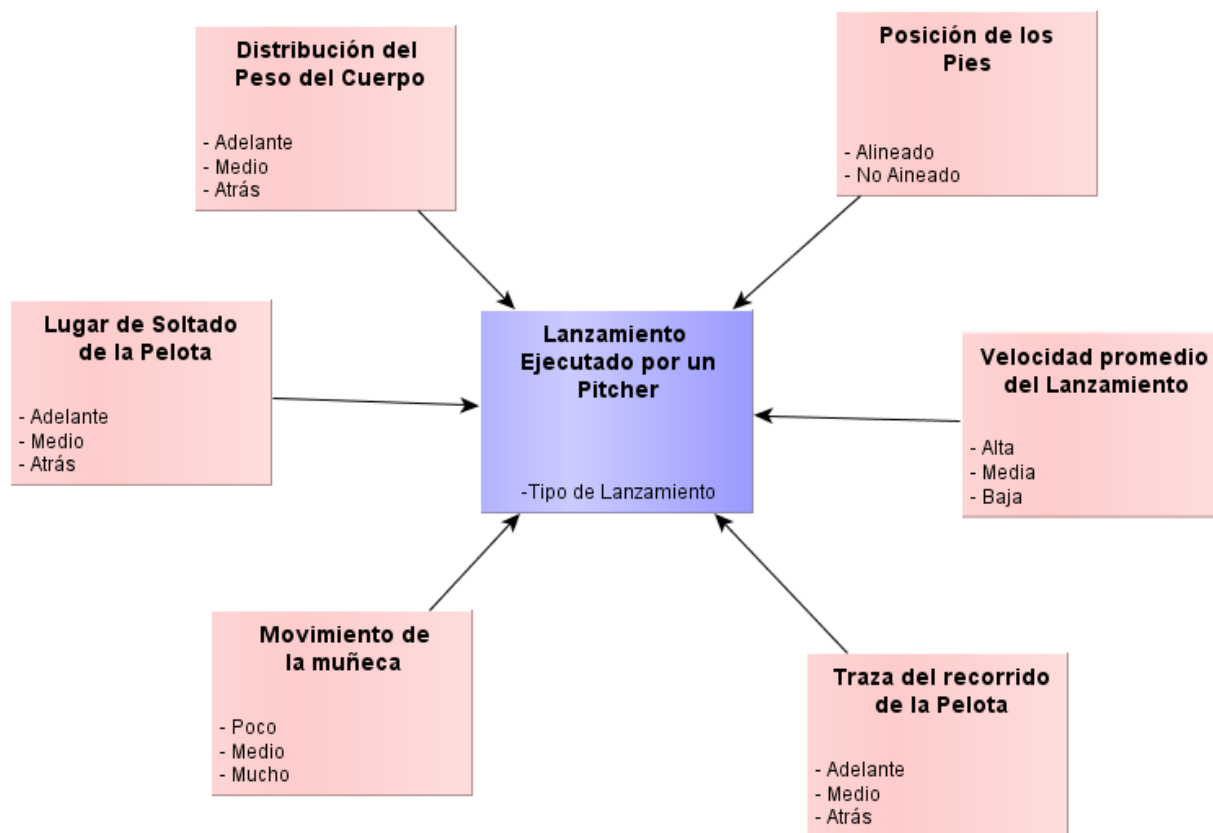 Distribución del
Peso del Cuerpo
- Adelante
- Medio
- Atrás
Posición de los
Pies
- Alineado
- No Aineado
Lugar de Soltado
de la Pelota
- Adelante
- Medio
- Atrás
Lanzamiento
Ejecutado por un
Pitcher
-Tipo de Lanzamiento
Velocidad promedio
del Lanzamiento
- Alta
- Media
- Baja
Movimiento de
la muñeca
- Poco
- Medio
- Mucho
Traza del recorrido
de la Pelota
- Adelante
- Medio
- Atrás